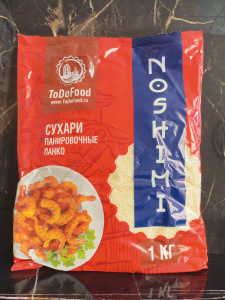 ToDoFood
www.ToDoFood.ru
СУХАРИ
ПАНИРОВОЧНЫЕ
ПАНКО
NOSHIMI
1 КГ